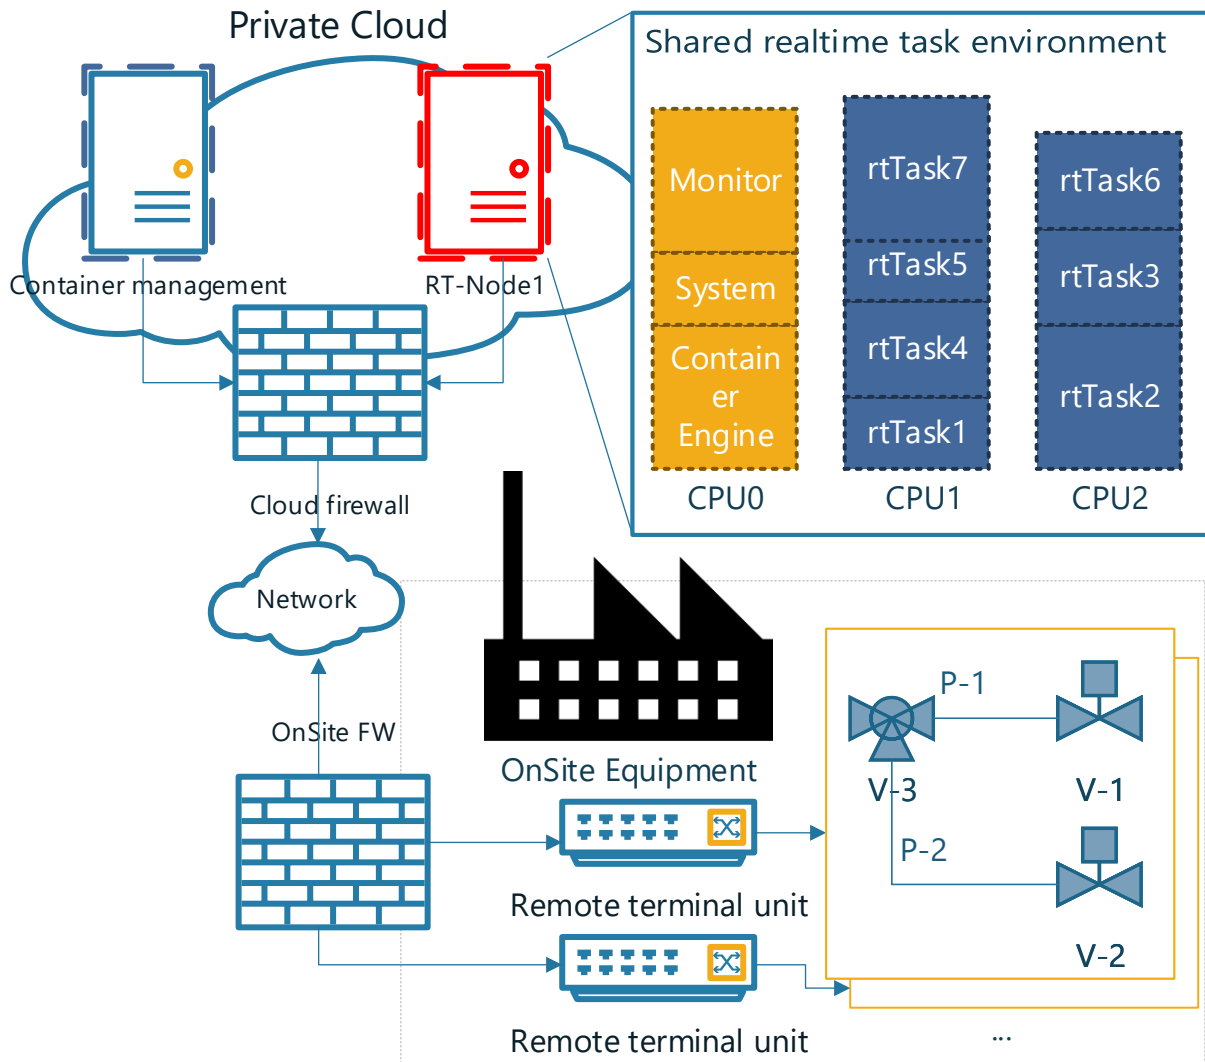 Private Cloud
Shared realtime task environment
Monitor
System
Contain
er
Engine
CPU0
rtTask7
rtTask5
rtTask4
rtTask1
CPU1
rtTask6
rtTask3
rtTask2
CPU2
Container management
RT-Node1
Cloud firewall
Network
OnSite FW
OnSite Equipment
P-1
V-3
V-1
P-2
V-2
Remote terminal unit
Remote terminal unit
...